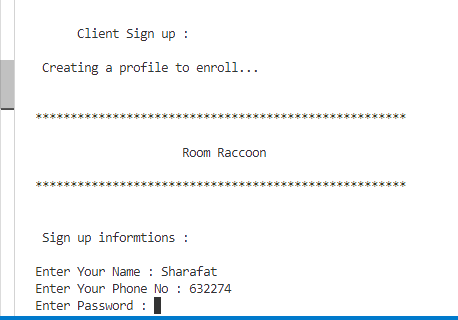 Client Sign up :
Creating a profile to enroll...
*****************************************************
Room Raccoon
*****************************************************
Sign up informtions :
Enter Your Name : Sharafat
Enter Your Phone No : 632274
Enter Password :